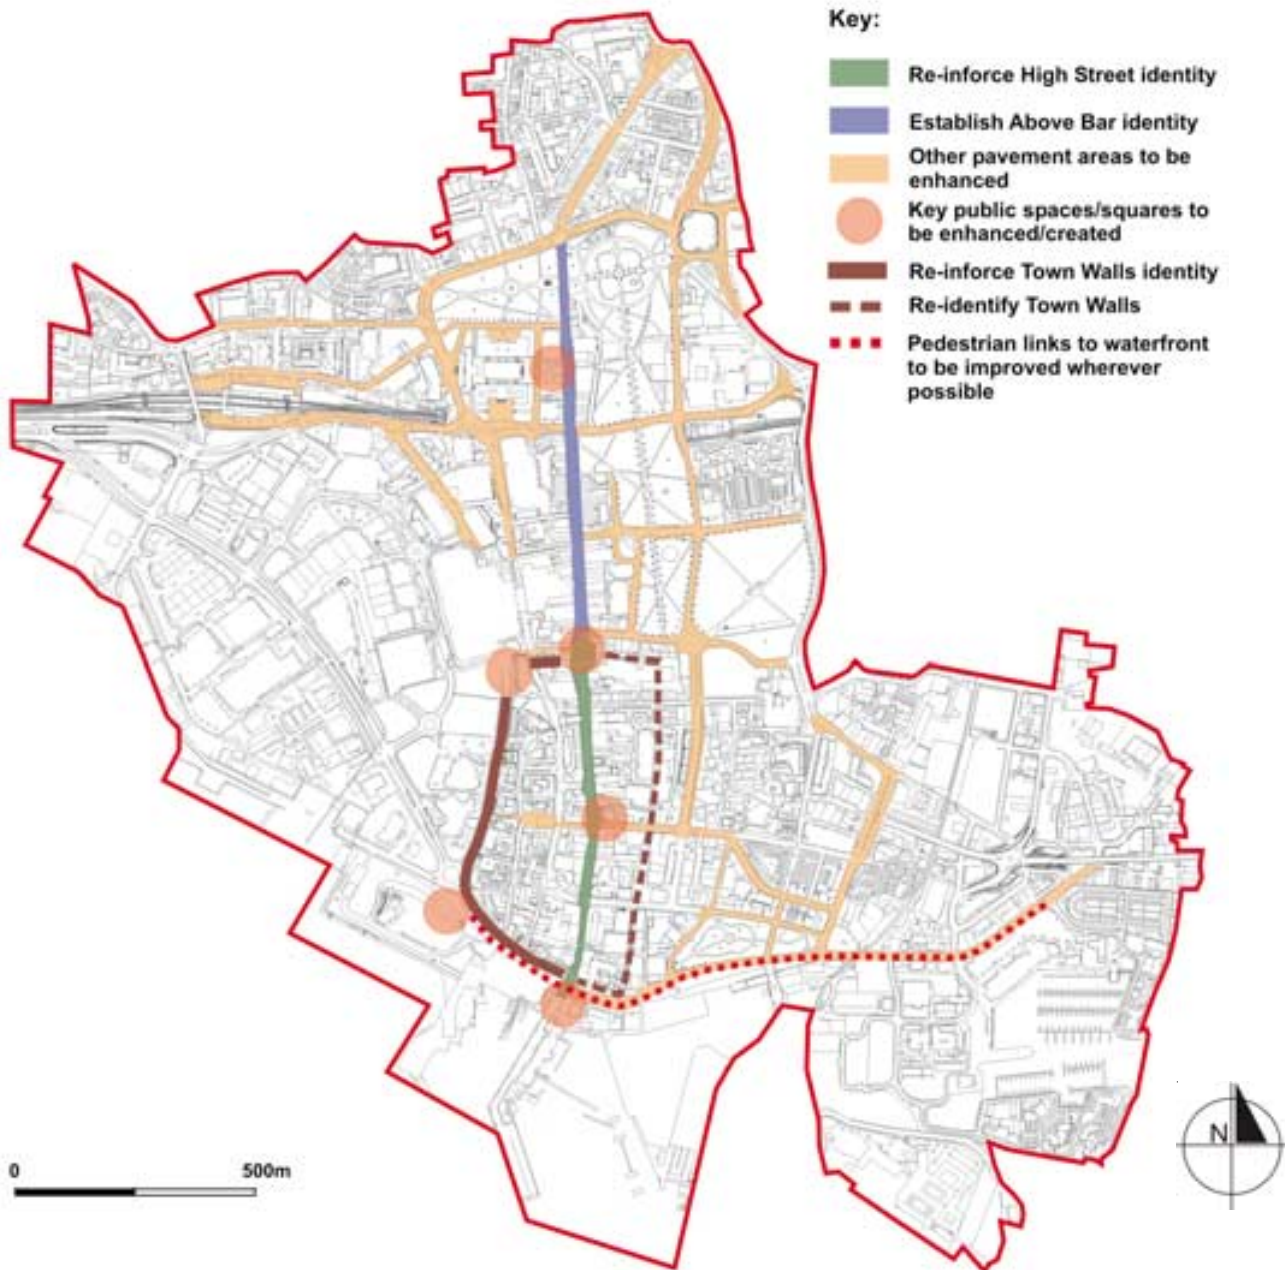 Key:
Re-inforce High Street identity
Establish Above Bar identity
Other pavement areas to be
enhanced
Key public spaces/squares to
be enhanced/created
Re-inforce Town Walls identity
Re-identify Town Walls
Pedestrian links to waterfront
to be improved wherever
possible
0 500m
N